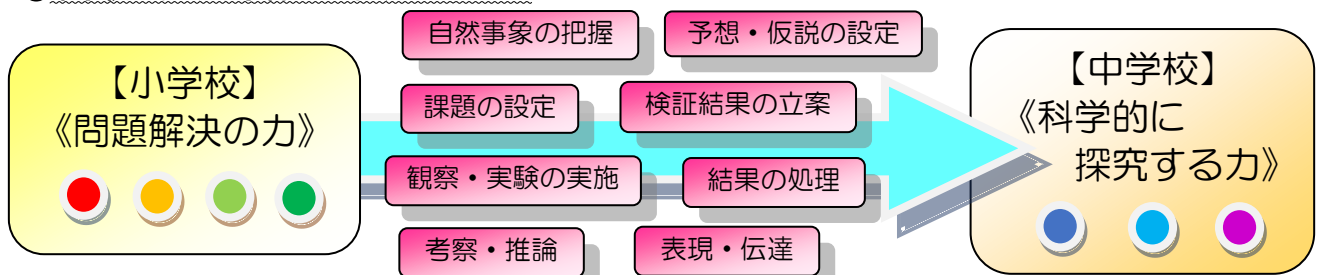 【小学校】
《問題解決の力》
自然事象の把握
予想・仮説の設定
課題の設定
検証結果の立案
観察・実験の実施
結果の処理
考察・推論
表現・伝達
【中学校】
《科学的に
探究する力》